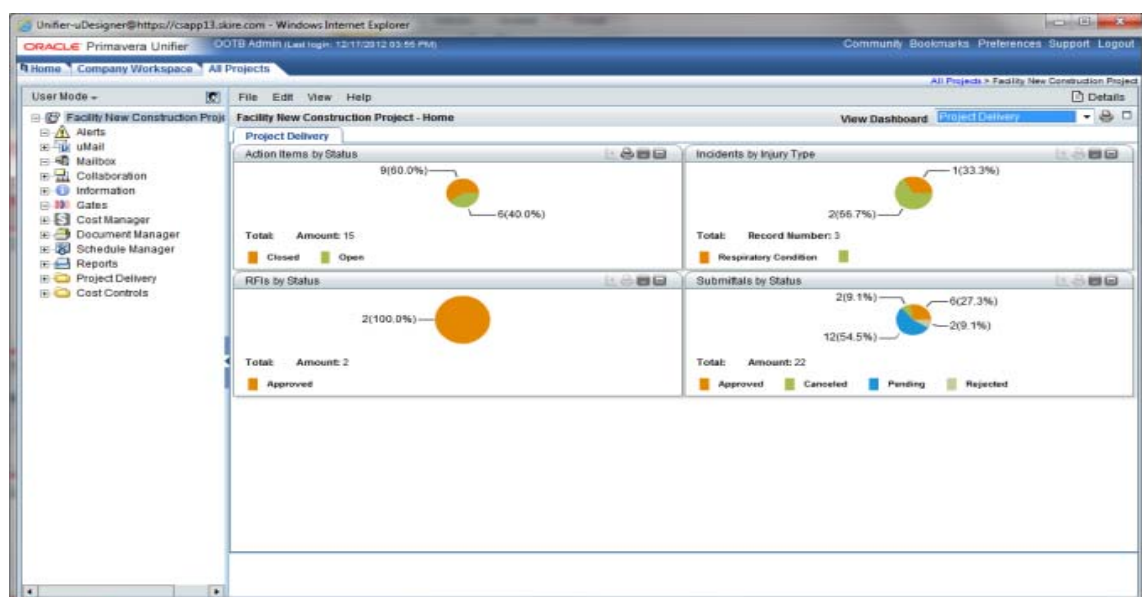 Unifier-uDesigner@https://csapp13.skire.com - Windows Internet Explorer
ORACLE Primavera Unifier OOTB Admin (Last login: 12/17/2012 03:56 PM) Community Bookmarks Preferences Support Logout
Home Company Workspace All Projects
All Projects > Facility New Construction Project
User Mode File Edit View Help Details
Facility New Construction Proje Facility New Construction Project - Home View Dashboard Project Delivery
Alerts
uMail
Mailbox
Collaboration
Information
Gates
Cost Manager
Document Manager
Schedule Manager
Reports
Project Delivery
Cost Controls
Project Delivery
Action Items by Status
9(60.0%)
6(40.0%)
Total: Amount: 15
Closed Open
Incidents by Injury Type
1(33.3%)
2(66.7%)
Total: Record Number: 3
Respiratory Condition
RFIs by Status
2(100.0%)
Total: Amount: 2
Approved
Submittals by Status
2(9.1%) 6(27.3%)
12(54.5%) 2(9.1%)
Total: Amount: 22
Approved Canceled Pending Rejected